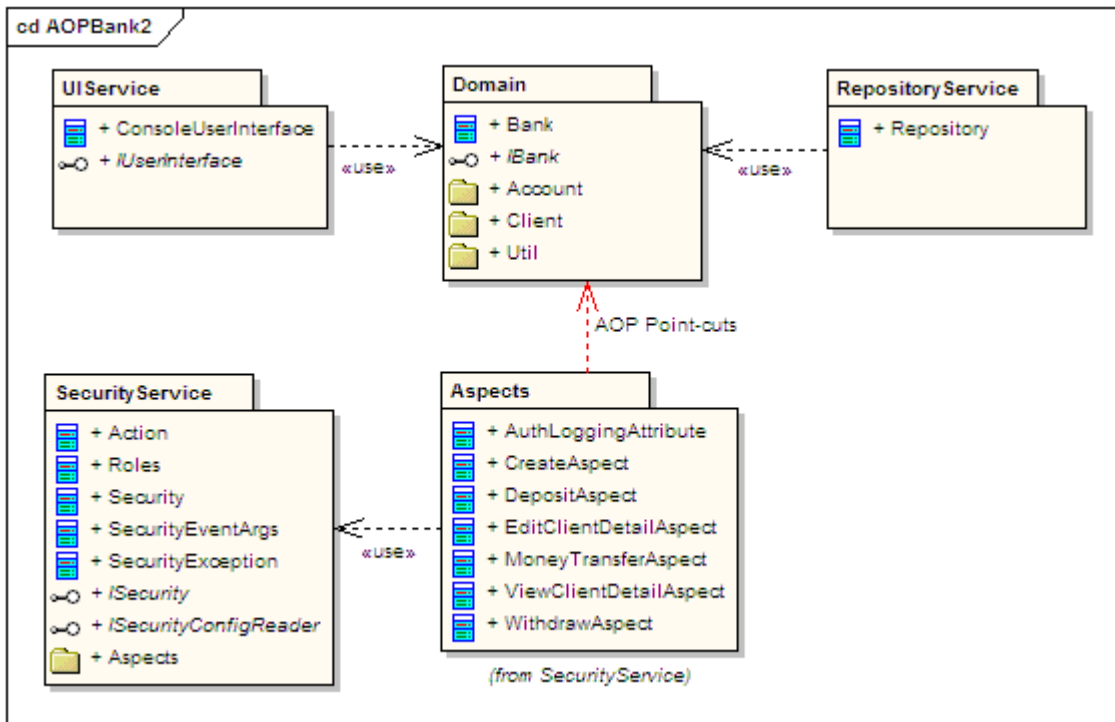 cd AOPBank2
UIService
+ ConsoleUserInterface
+ IUserInterface
«use»
Domain
+ Bank
+ IBank
+ Account
+ Client
+ Util
«use»
RepositoryService
+ Repository
AOP Point-cuts
SecurityService
+ Action
+ Roles
+ Security
+ SecurityEventArgs
+ SecurityException
+ ISecurity
+ ISecurityConfigReader
+ Aspects
«use»
Aspects
+ AuthLoggingAttribute
+ CreateAspect
+ DepositAspect
+ EditClientDetailAspect
+ MoneyTransferAspect
+ ViewClientDetailAspect
+ WithdrawAspect
(from SecurityService)